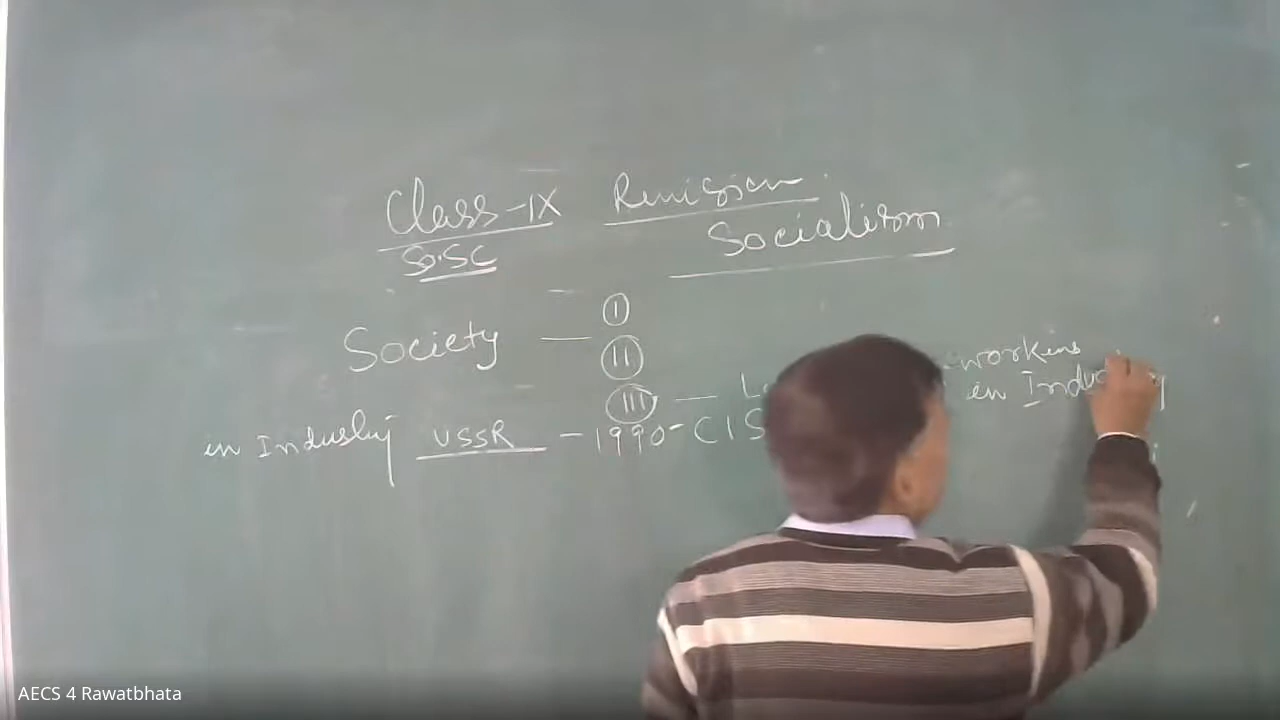 Class-IX Revision
So.Sc
Socialism
Society — I
II
III —
-working
in Industry
in Industry USSR - 1990 - CIS
AECS 4 Rawatbhata